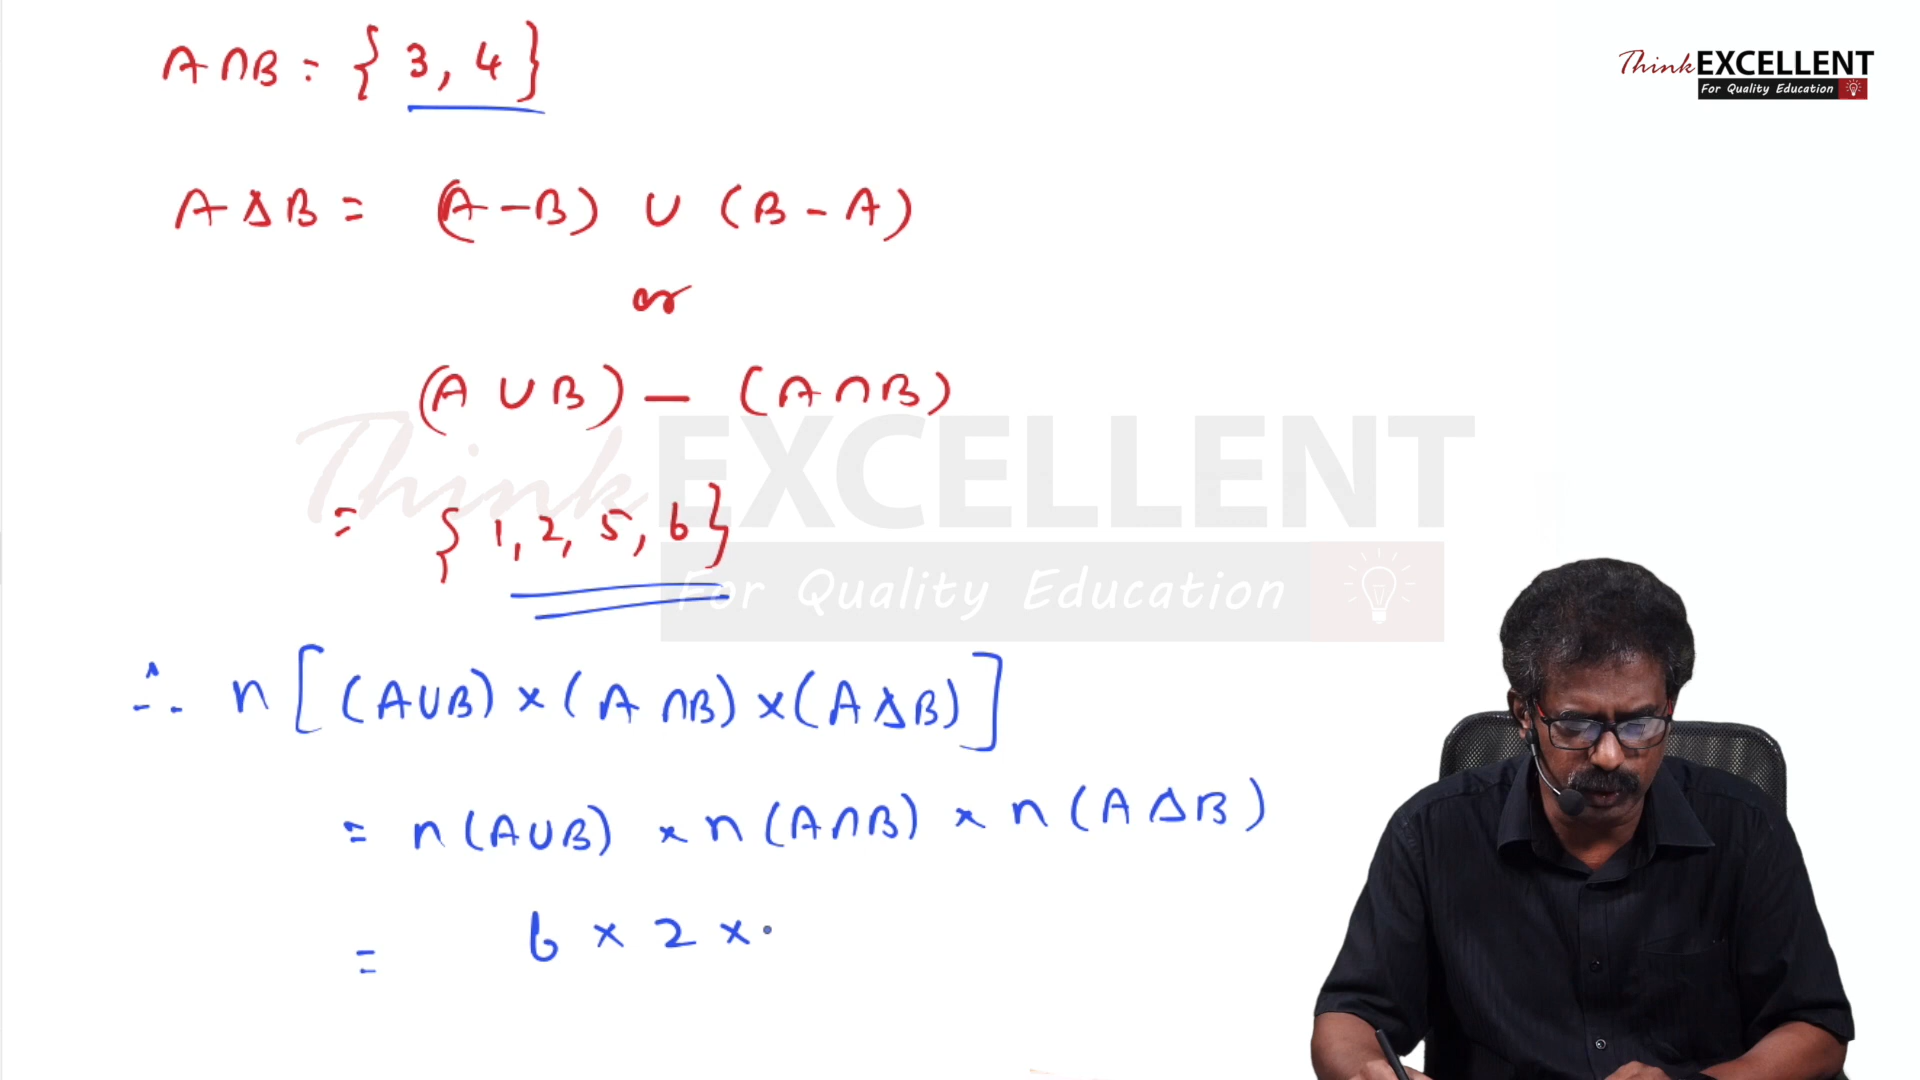 A∩B = {3, 4}
Think EXCELLENT
For Quality Education
A Δ B = (A - B) ∪ (B - A)
or
(A ∪ B) - (A ∩ B)
Think EXCELLENT
= {1, 2, 5, 6}
For Quality Education
∴ n[(A∪B) × (A∩B) × (A Δ B)]
= n(A∪B) × n(A∩B) × n(A Δ B)
= 6 × 2 ×